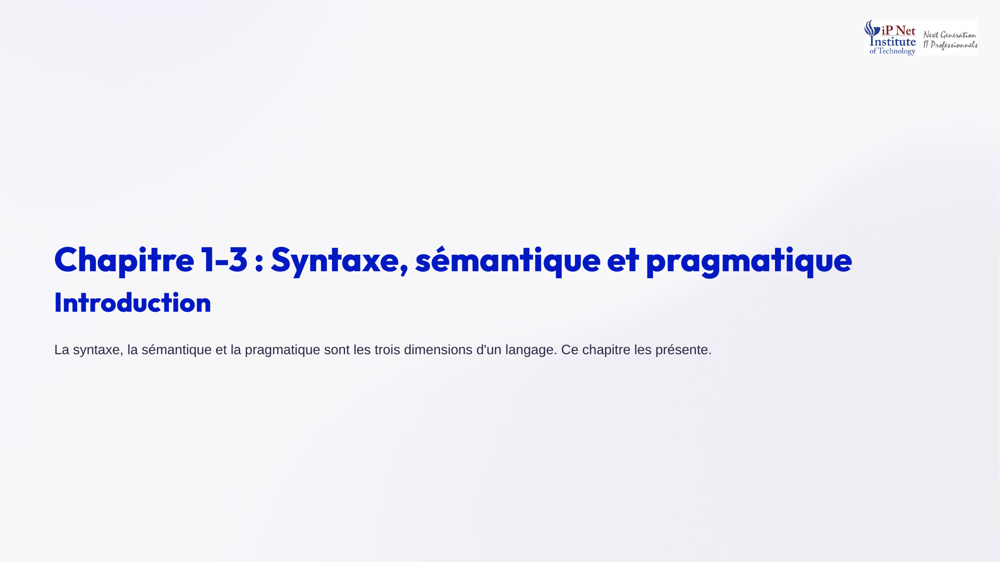 iP Net
Institute
of Technology
Next Generation
IT Professionnels
Chapitre 1-3 : Syntaxe, sémantique et pragmatique
Introduction
La syntaxe, la sémantique et la pragmatique sont les trois dimensions d'un langage. Ce chapitre les présente.